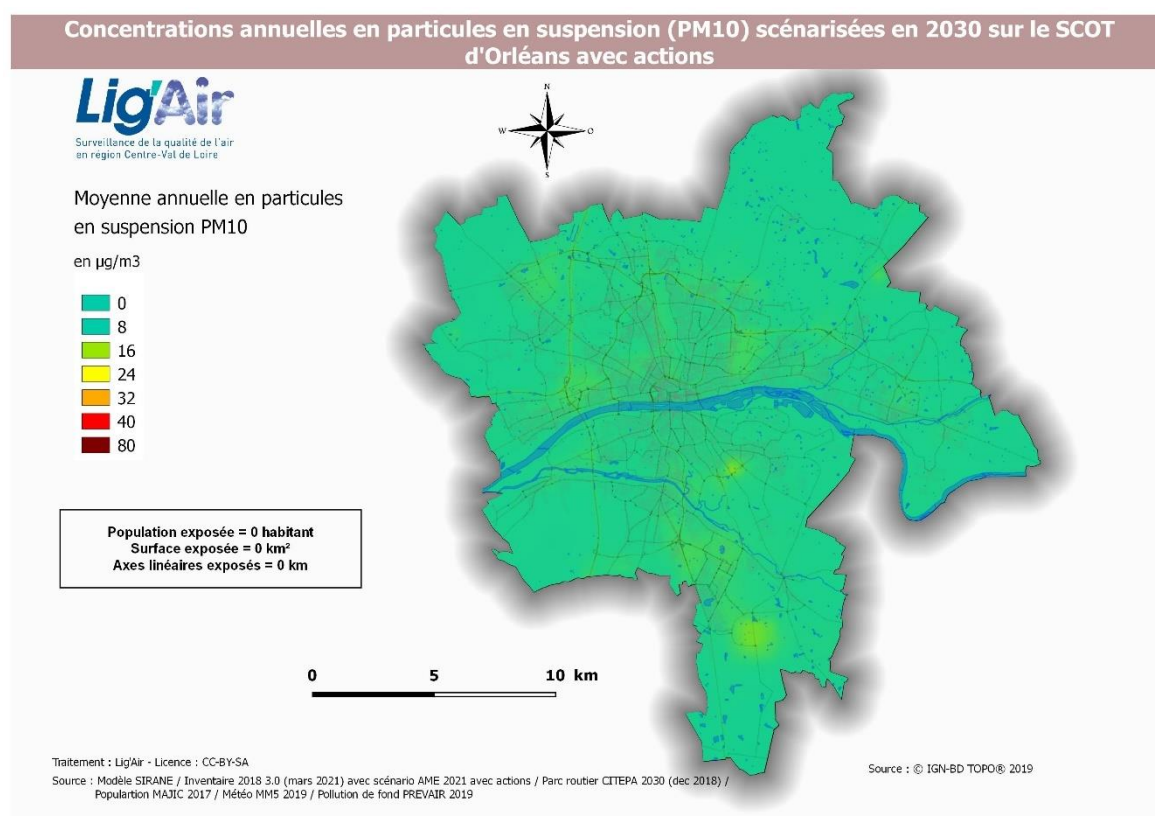 Concentrations annuelles en particules en suspension (PM10) scénarisées en 2030 sur le SCOT
d'Orléans avec actions
Lig'Air
Surveillance de la qualité de l'air
en région Centre-Val de Loire
N
W
O
S
Moyenne annuelle en particules
en suspension PM10
en µg/m3
0
8
16
24
32
40
80
Population exposée = 0 habitant
Surface exposée = 0 km²
Axes linéaires exposés = 0 km
0 5 10 km
Traitement : Lig'Air - Licence : CC-BY-SA
Source : Modèle SIRANE / Inventaire 2018 3.0 (mars 2021) avec scénario AME 2021 avec actions / Parc routier CITEPA 2030 (dec 2018) /
Populartion MAJIC 2017 / Météo MM5 2019 / Pollution de fond PREVAIR 2019
Source : © IGN-BD TOPO® 2019